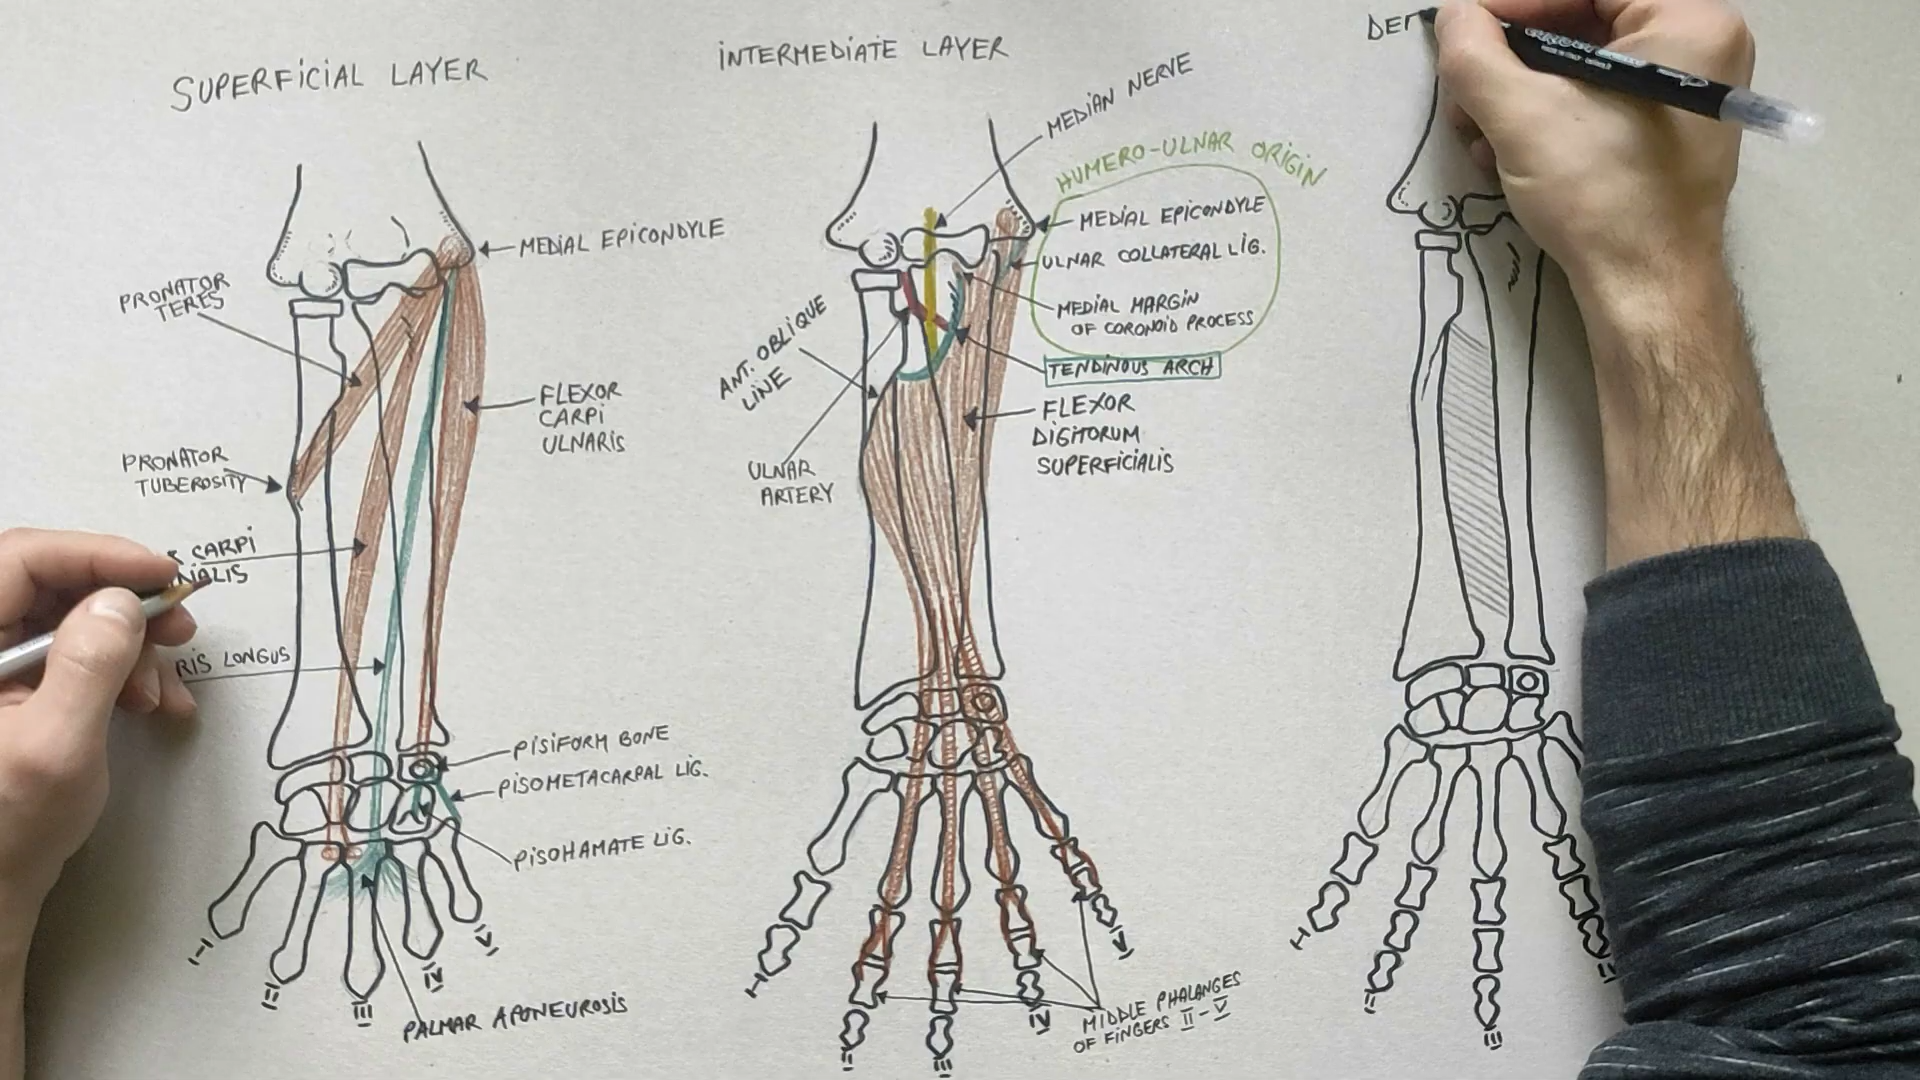 SUPERFiCiAL LAYER
MEDiAL EPiCONDYLE
PRONATOR
TERES
FLEXOR
CARPi
ULNARiS
PRONATOR
TUBEROSiTY
CARPi
RiS LONGUS
PiSiFORM BONE
PiSOMETACARPAL LiG.
PiSOHAMATE LiG.
PALMAR APONEUROSiS
I
II
III
IV
V
iNTERMEDiATE LAYER
MEDiAN NERVE
HUMERO-ULNAR ORiGiN
MEDiAL EPiCONDYLE
ULNAR COLLATERAL LiG.
MEDiAL MARGiN
OF CORONOiD PROCESS
TENDiNOUS ARCH
ANT. OBLiQUE
LiNE
FLEXOR
DiGiTORUM
SUPERFiCiALiS
ULNAR
ARTERY
MiDDLE PHALANGES
OF FiNGERS II-V
I
II
III
IV
V
I
II
III